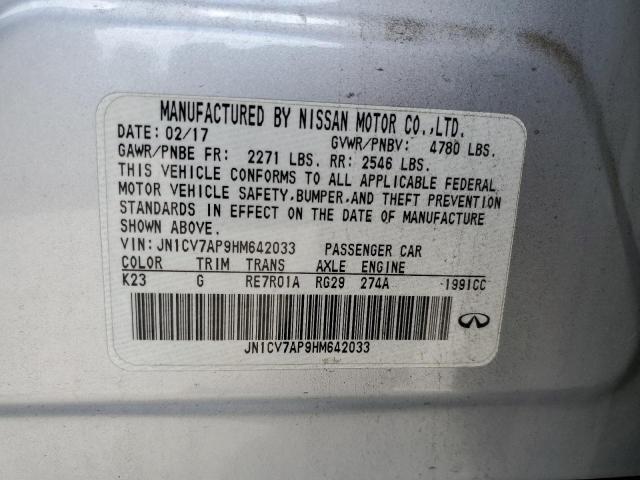 MANUFACTURED BY NISSAN MOTOR CO.,LTD.
DATE: 02/17 GVWR/PNBV: 4780 LBS.
GAWR/PNBE FR: 2271 LBS. RR: 2546 LBS.
THIS VEHICLE CONFORMS TO ALL APPLICABLE FEDERAL
MOTOR VEHICLE SAFETY,BUMPER,AND THEFT PREVENTION
STANDARDS IN EFFECT ON THE DATE OF MANUFACTURE
SHOWN ABOVE.
VIN: JN1CV7AP9HM642033 PASSENGER CAR
COLOR TRIM TRANS AXLE ENGINE
K23 G RE7R01A RG29 274A -1991CC
JN1CV7AP9HM642033